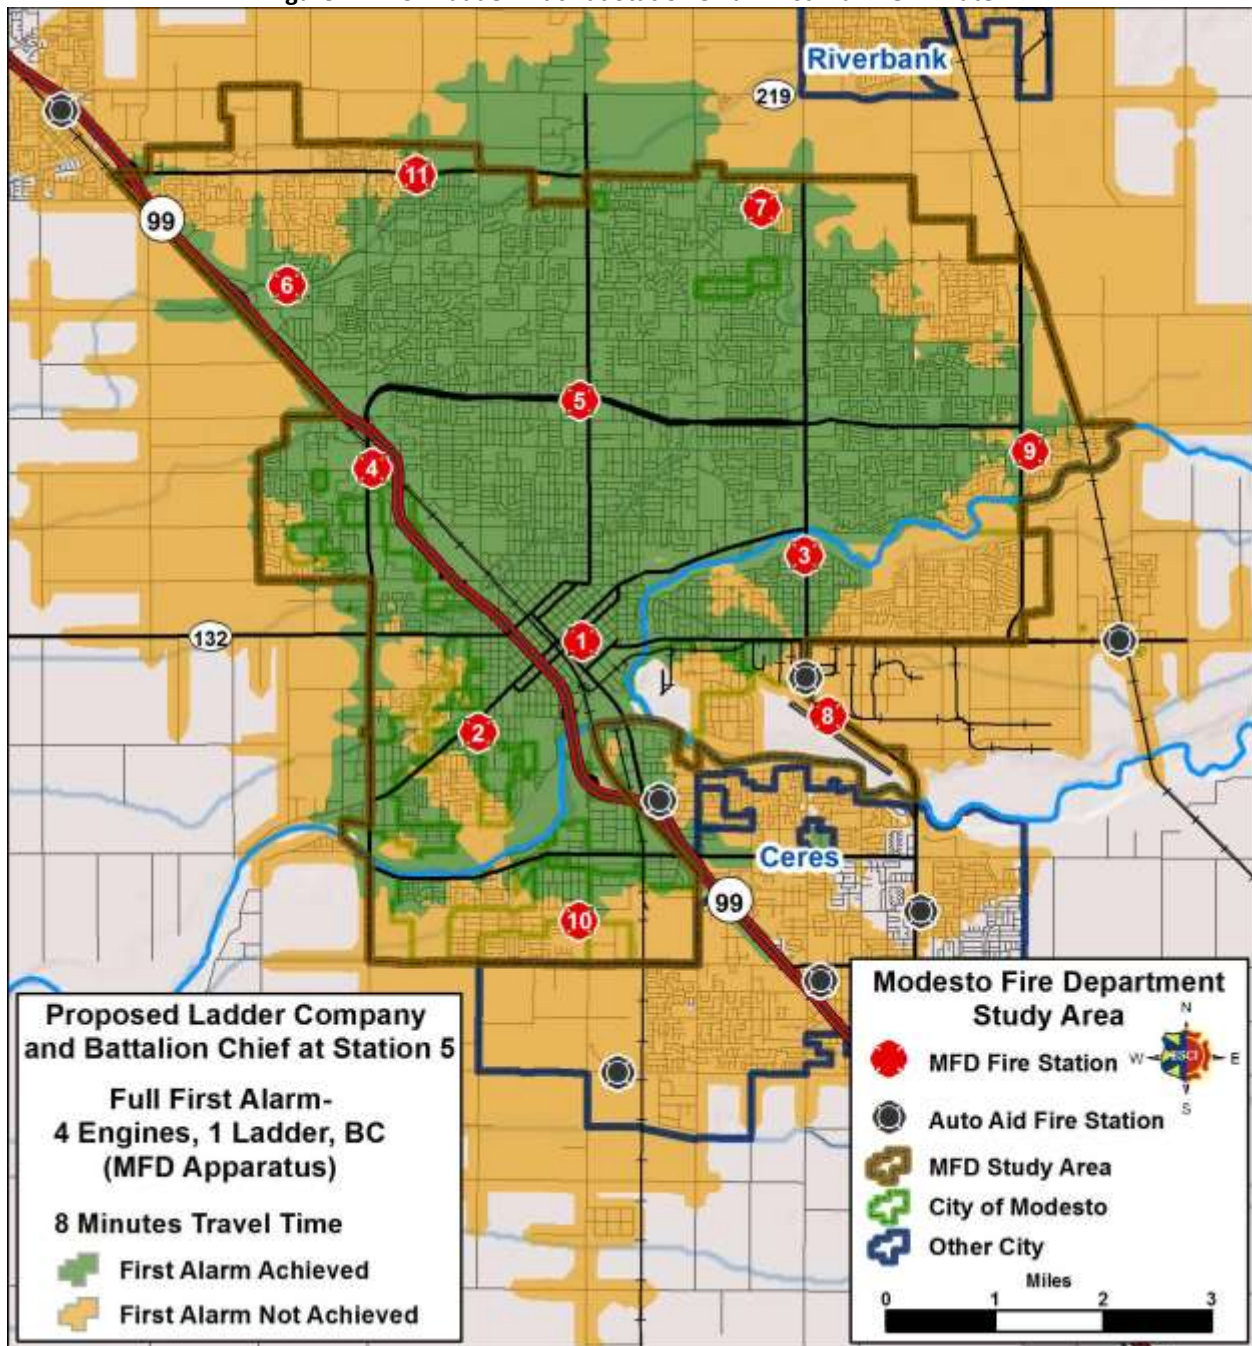 Riverbank
219
11
7
99
6
5
9
4
3
132
1
8
2
Ceres
99
10
Proposed Ladder Company
and Battalion Chief at Station 5
Full First Alarm-
4 Engines, 1 Ladder, BC
(MFD Apparatus)
8 Minutes Travel Time
First Alarm Achieved
First Alarm Not Achieved
Modesto Fire Department
Study Area
N
W
E
S
MFD Fire Station
Auto Aid Fire Station
MFD Study Area
City of Modesto
Other City
Miles
0 1 2 3